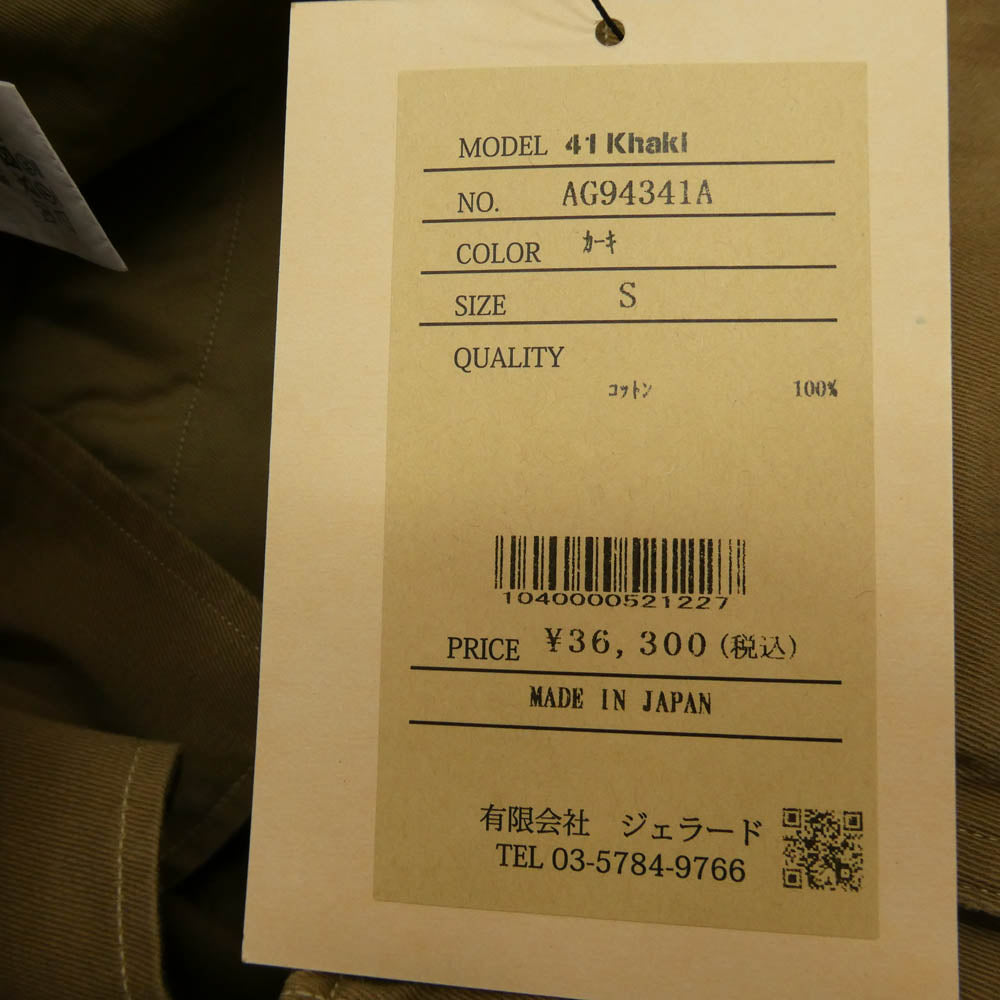 MODEL 41 Khaki
NO. AG94341A
COLOR カーキ
SIZE S
QUALITY
コットン 100%
1040000521227
PRICE ¥36,300(税込)
MADE IN JAPAN
有限会社 ジェラード
TEL 03-5784-9766